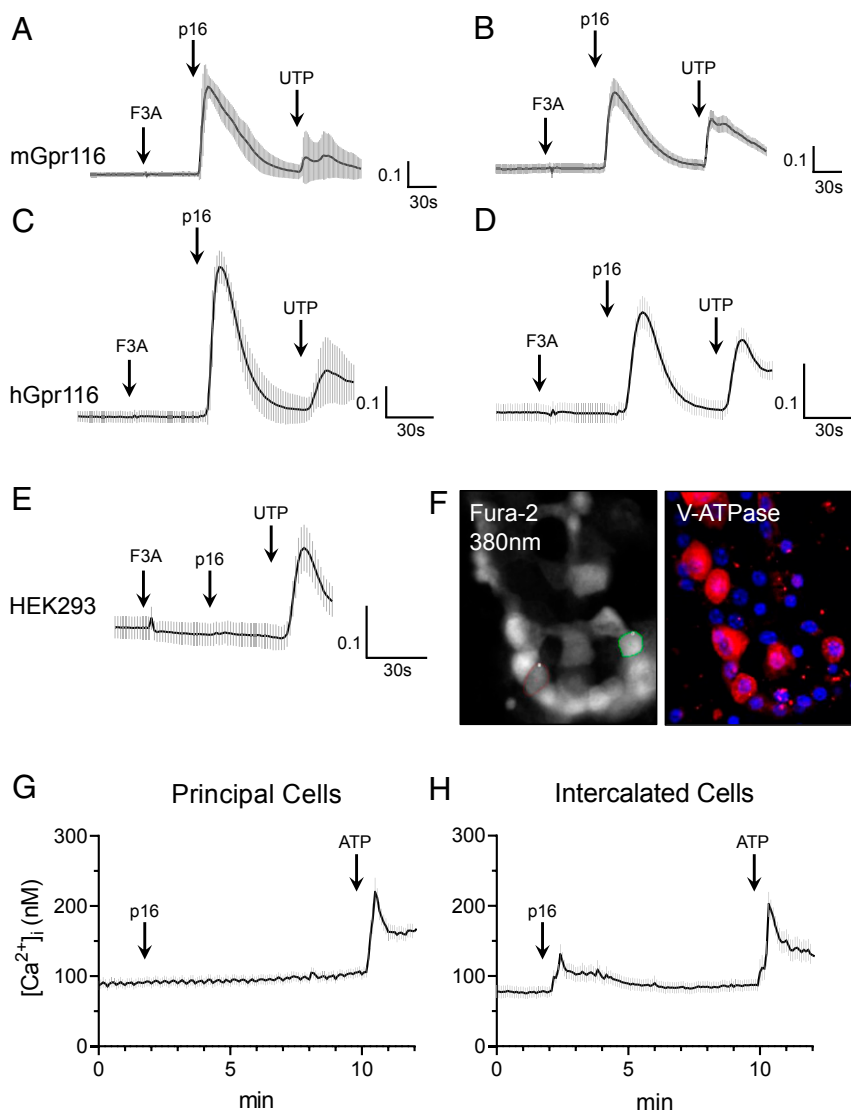 A
p16
F3A
UTP
mGpr116
0.1
30s
B
p16
F3A
UTP
0.1
30s
C
p16
F3A
UTP
hGpr116
0.1
30s
D
p16
F3A
UTP
0.1
30s
E
F3A
p16
UTP
HEK293
0.1
30s
F
Fura-2
380nm
V-ATPase
G
Principal Cells
[Ca²⁺]ᵢ (nM)
300
200
100
0
p16
ATP
0
5
10
min
H
Intercalated Cells
300
200
100
0
p16
ATP
0
5
10
min